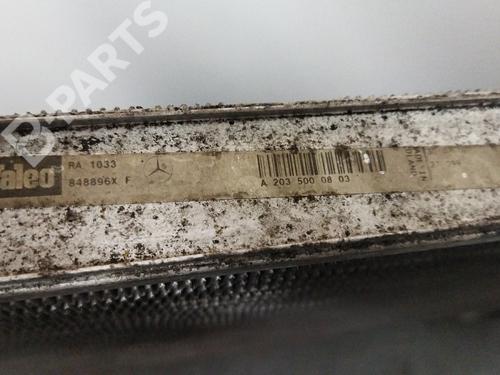 B-PARTS
Valeo
RA 1033
848896X F
A 203 500 08 03